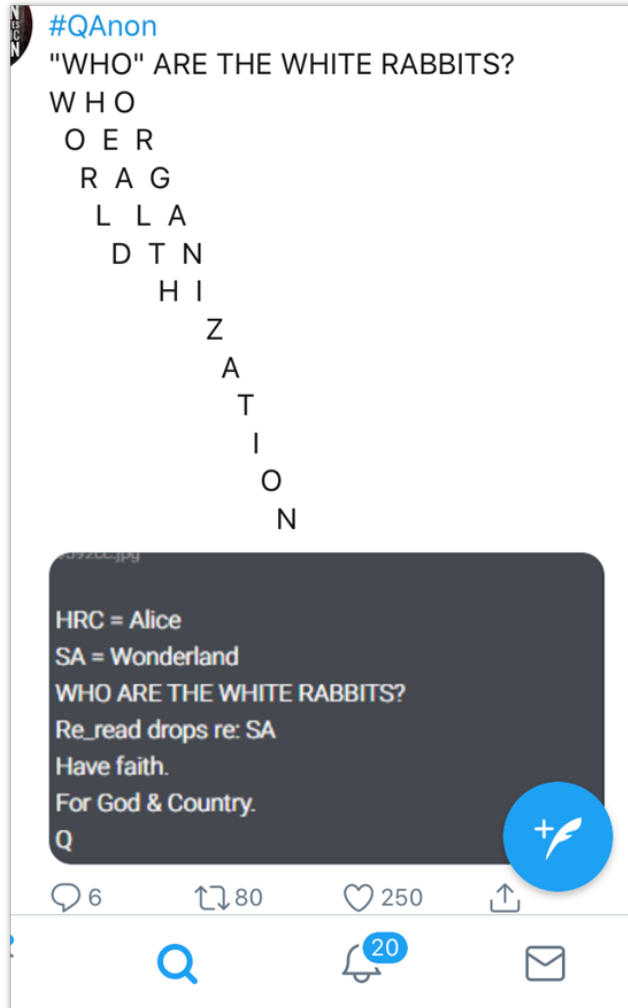 #QAnon
"WHO" ARE THE WHITE RABBITS?
W H O
O E R
R A G
L L A
D T N
H I
Z
A
T
I
O
N
HRC = Alice
SA = Wonderland
WHO ARE THE WHITE RABBITS?
Re_read drops re: SA
Have faith.
For God & Country.
Q
6 80 250
20